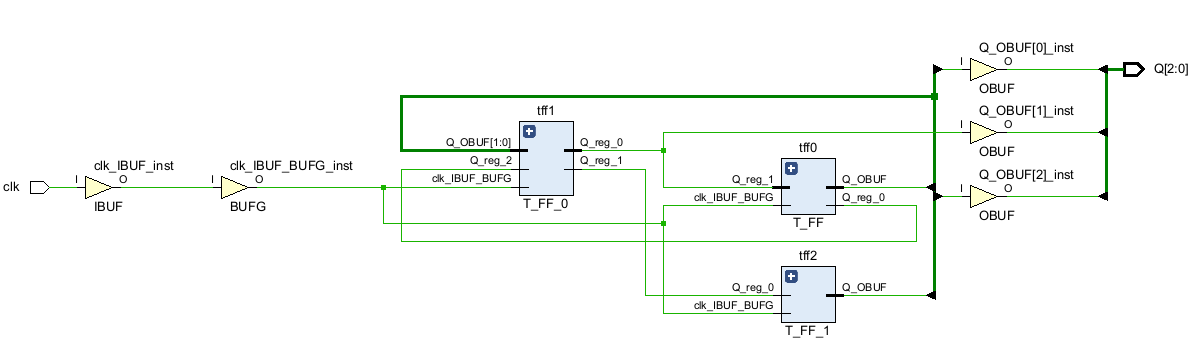 Q_OBUF[0]_inst
I
O
OBUF
Q[2:0]
tff1
Q_OBUF[1:0]
Q_reg_0
Q_reg_2
Q_reg_1
clk_IBUF_BUFG
T_FF_0
Q_OBUF[1]_inst
I
O
OBUF
clk
clk_IBUF_inst
O
IBUF
clk_IBUF_BUFG_inst
I
I
O
BUFG
tff0
Q_reg_1
Q_OBUF
clk_IBUF_BUFG
Q_reg_0
T_FF
Q_OBUF[2]_inst
I
O
OBUF
tff2
Q_reg_0
Q_OBUF
clk_IBUF_BUFG
T_FF_1